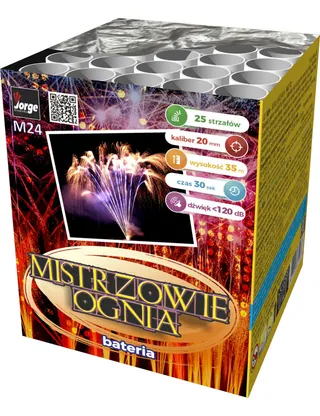 Jorge
M24
25 strzałów
kaliber 20 mm
wysokość 35 m
czas 30 sek
dźwięk <120 dB
MISTRZOWIE
OGNIA
bateria